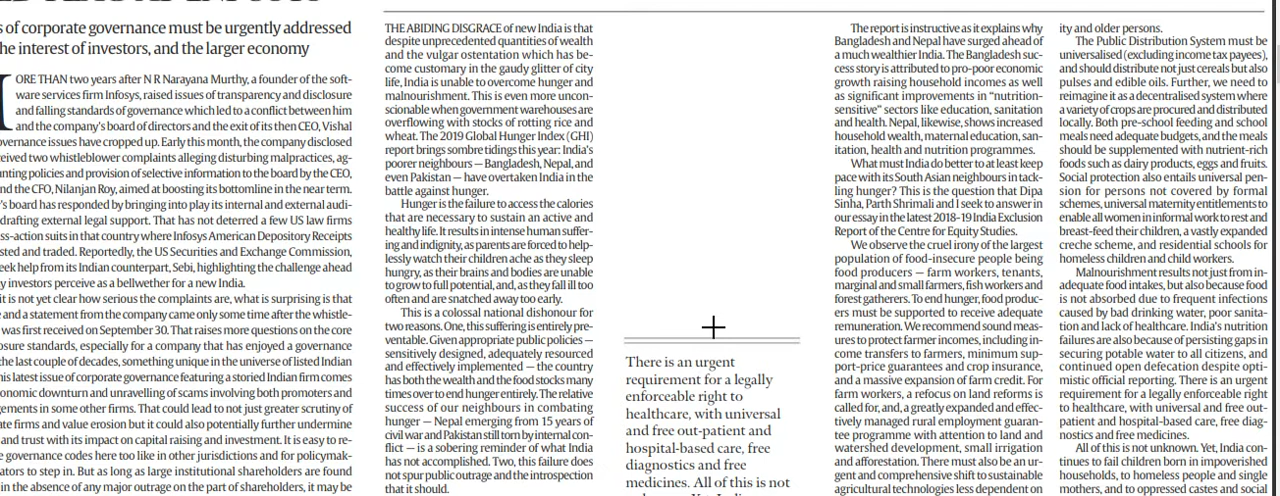 s of corporate governance must be urgently addressed
he interest of investors, and the larger economy
ORE THAN two years after N R Narayana Murthy, a founder of the soft-
ware services firm Infosys, raised issues of transparency and disclosure
and falling standards of governance which led to a conflict between him
and the company's board of directors and the exit of its then CEO, Vishal
overnance issues have cropped up. Early this month, the company disclosed
ceived two whistleblower complaints alleging disturbing malpractices, ag-
unting policies and provision of selective information to the board by the CEO,
nd the CFO, Nilanjan Roy, aimed at boosting its bottomline in the near term.
's board has responded by bringing into play its internal and external audi-
drafting external legal support. That has not deterred a few US law firms
ss-action suits in that country where Infosys American Depository Receipts
sted and traded. Reportedly, the US Securities and Exchange Commission,
eek help from its Indian counterpart, Sebi, highlighting the challenge ahead
y investors perceive as a bellwether for a new India.
it is not yet clear how serious the complaints are, what is surprising is that
e and a statement from the company came only some time after the whistle-
was first received on September 30. That raises more questions on the core
osure standards, especially for a company that has enjoyed a governance
the last couple of decades, something unique in the universe of listed Indian
his latest issue of corporate governance featuring a storied Indian firm comes
onomic downturn and unravelling of scams involving both promoters and
gements in some other firms. That could lead to not just greater scrutiny of
ate firms and value erosion but it could also potentially further undermine
and trust with its impact on capital raising and investment. It is easy to re-
e governance codes here too like in other jurisdictions and for policymak-
ators to step in. But as long as large institutional shareholders are found
in the absence of any major outrage on the part of shareholders, it may be
THE ABIDING DISGRACE of new India is that
despite unprecedented quantities of wealth
and the vulgar ostentation which has be-
come customary in the gaudy glitter of city
life, India is unable to overcome hunger and
malnourishment. This is even more uncon-
scionable when government warehouses are
overflowing with stocks of rotting rice and
wheat. The 2019 Global Hunger Index (GHI)
report brings sombre tidings this year: India's
poorer neighbours — Bangladesh, Nepal, and
even Pakistan — have overtaken India in the
battle against hunger.
Hunger is the failure to access the calories
that are necessary to sustain an active and
healthy life. It results in intense human suffer-
ing and indignity, as parents are forced to help-
lessly watch their children ache as they sleep
hungry, as their brains and bodies are unable
to grow to full potential, and, as they fall ill too
often and are snatched away too early.
This is a colossal national dishonour for
two reasons. One, this suffering is entirely pre-
ventable. Given appropriate public policies —
sensitively designed, adequately resourced
and effectively implemented — the country
has both the wealth and the food stocks many
times over to end hunger entirely. The relative
success of our neighbours in combating
hunger — Nepal emerging from 15 years of
civil war and Pakistan still torn by internal con-
flict — is a sobering reminder of what India
has not accomplished. Two, this failure does
not spur public outrage and the introspection
that it should.
There is an urgent
requirement for a legally
enforceable right to
healthcare, with universal
and free out-patient and
hospital-based care, free
diagnostics and free
medicines. All of this is not
The report is instructive as it explains why
Bangladesh and Nepal have surged ahead of
a much wealthier India. The Bangladesh suc-
cess story is attributed to pro-poor economic
growth raising household incomes as well
as significant improvements in “nutrition-
sensitive” sectors like education, sanitation
and health. Nepal, likewise, shows increased
household wealth, maternal education, san-
itation, health and nutrition programmes.
What must India do better to at least keep
pace with its South Asian neighbours in tack-
ling hunger? This is the question that Dipa
Sinha, Parth Shrimali and I seek to answer in
our essay in the latest 2018-19 India Exclusion
Report of the Centre for Equity Studies.
We observe the cruel irony of the largest
population of food-insecure people being
food producers — farm workers, tenants,
marginal and small farmers, fish workers and
forest gatherers. To end hunger, food produc-
ers must be supported to receive adequate
remuneration. We recommend sound meas-
ures to protect farmer incomes, including in-
come transfers to farmers, minimum sup-
port-price guarantees and crop insurance,
and a massive expansion of farm credit. For
farm workers, a refocus on land reforms is
called for, and, a greatly expanded and effec-
tively managed rural employment guaran-
tee programme with attention to land and
watershed development, small irrigation
and afforestation. There must also be an ur-
gent and comprehensive shift to sustainable
agricultural technologies less dependent on
ity and older persons.
The Public Distribution System must be
universalised (excluding income tax payees),
and should distribute not just cereals but also
pulses and edible oils. Further, we need to
reimagine it as a decentralised system where
a variety of crops are procured and distributed
locally. Both pre-school feeding and school
meals need adequate budgets, and the meals
should be supplemented with nutrient-rich
foods such as dairy products, eggs and fruits.
Social protection also entails universal pen-
sion for persons not covered by formal
schemes, universal maternity entitlements to
enable all women in informal work to rest and
breast-feed their children, a vastly expanded
creche scheme, and residential schools for
homeless children and child workers.
Malnourishment results not just from in-
adequate food intakes, but also because food
is not absorbed due to frequent infections
caused by bad drinking water, poor sanita-
tion and lack of healthcare. India's nutrition
failures are also because of persisting gaps in
securing potable water to all citizens, and
continued open defecation despite opti-
mistic official reporting. There is an urgent
requirement for a legally enforceable right
to healthcare, with universal and free out-
patient and hospital-based care, free diag-
nostics and free medicines.
All of this is not unknown. Yet, India con-
tinues to fail children born in impoverished
households, to homeless people and single
mothers, and to oppressed castes and social